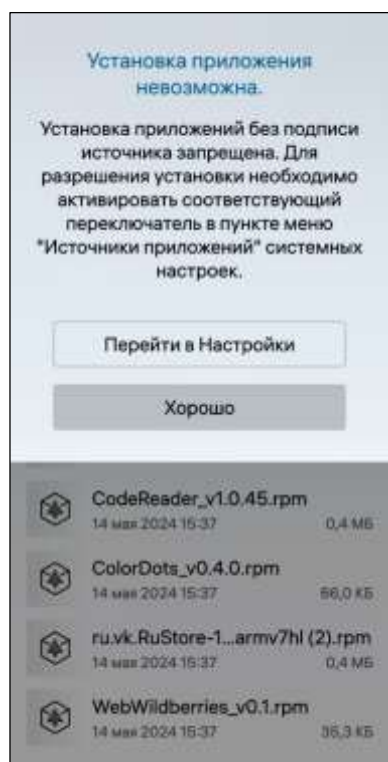 Установка приложения
невозможна.
Установка приложений без подписи
источника запрещена. Для
разрешения установки необходимо
активировать соответствующий
переключатель в пункте меню
"Источники приложений" системных
настроек.
Перейти в Настройки
Хорошо
CodeReader_v1.0.45.rpm
14 мая 2024 15:37 0,4 МБ
ColorDots_v0.4.0.rpm
14 мая 2024 15:37 66,0 КБ
ru.vk.RuStore-1...armv7hl (2).rpm
14 мая 2024 15:37 0,4 МБ
WebWildberries_v0.1.rpm
14 мая 2024 15:37 35,3 КБ